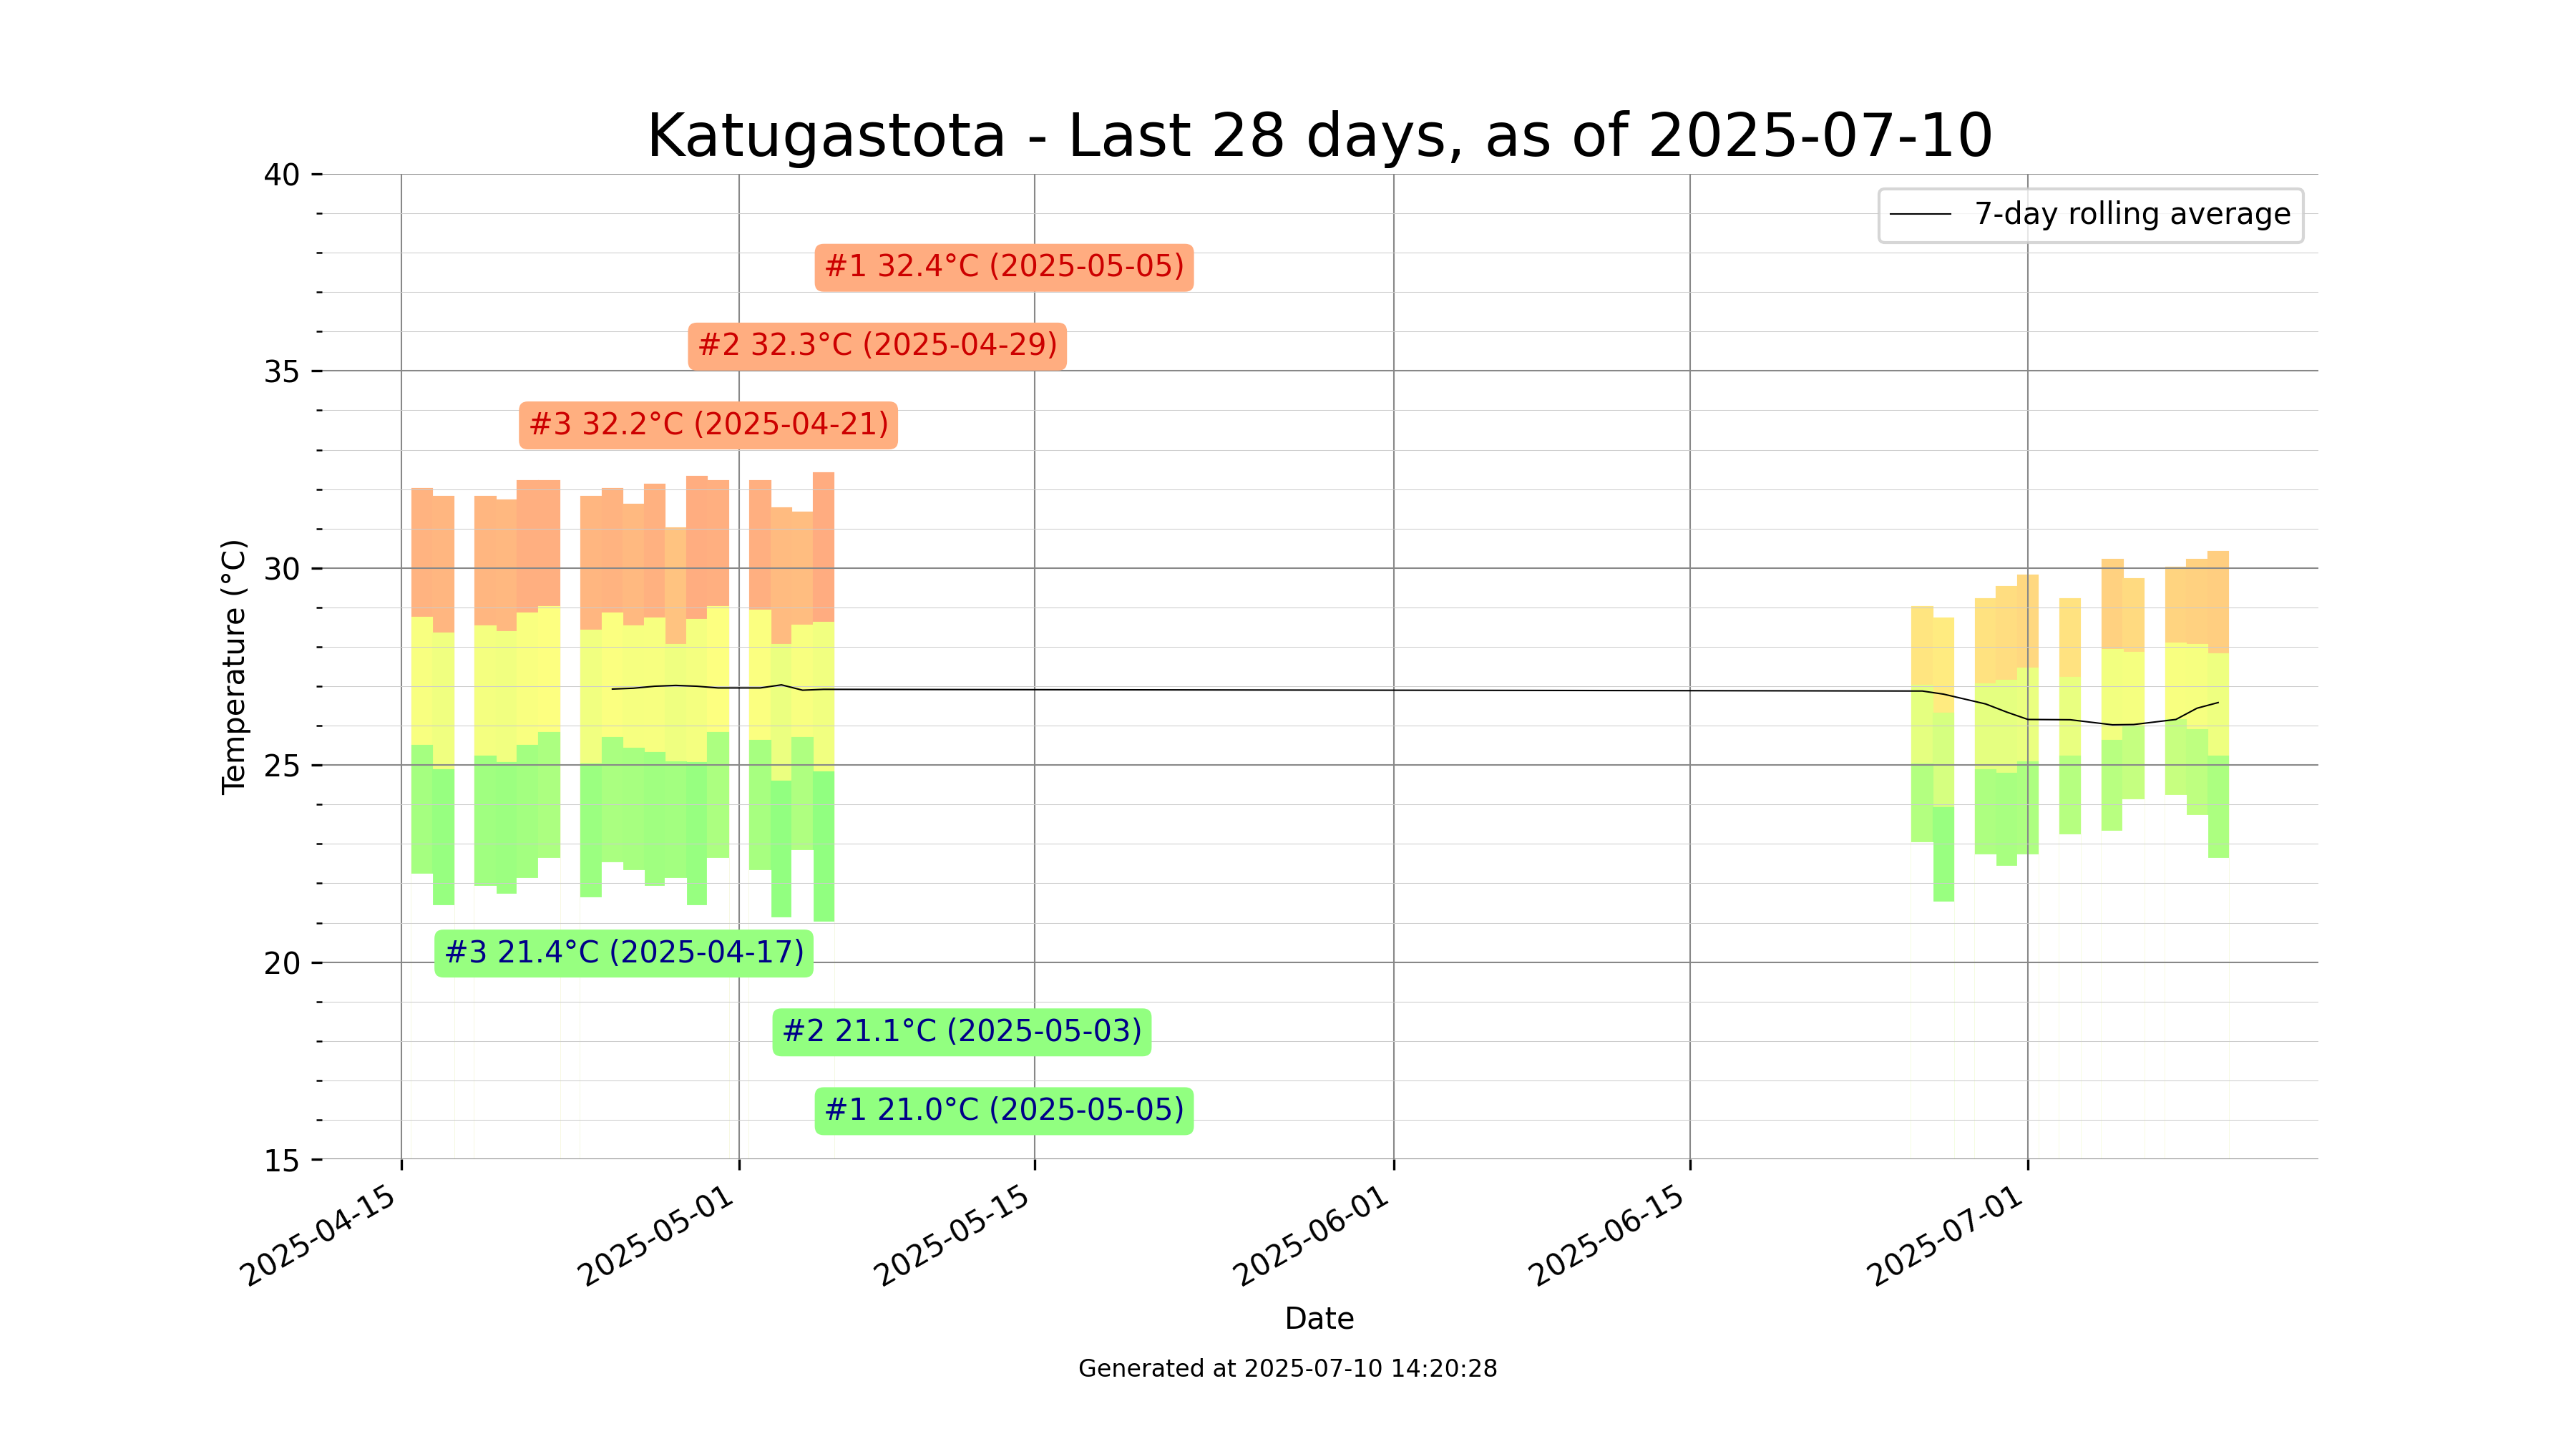 Katugastota - Last 28 days, as of 2025-07-10
7-day rolling average
40
35
30
25
20
15
Temperature (°C)
#1 32.4°C (2025-05-05)
#2 32.3°C (2025-04-29)
#3 32.2°C (2025-04-21)
#3 21.4°C (2025-04-17)
#2 21.1°C (2025-05-03)
#1 21.0°C (2025-05-05)
2025-04-15
2025-05-01
2025-05-15
2025-06-01
2025-06-15
2025-07-01
Date
Generated at 2025-07-10 14:20:28